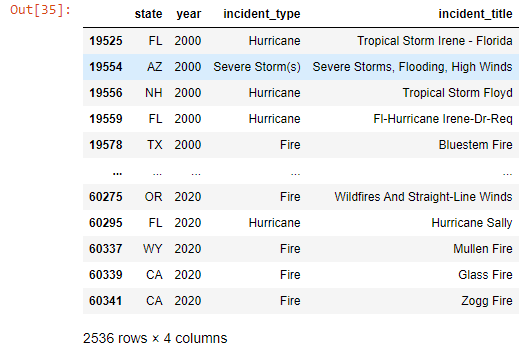 Out[35]:
state year incident_type incident_title
19525 FL 2000 Hurricane Tropical Storm Irene - Florida
19554 AZ 2000 Severe Storm(s) Severe Storms, Flooding, High Winds
19556 NH 2000 Hurricane Tropical Storm Floyd
19559 FL 2000 Hurricane Fl-Hurricane Irene-Dr-Req
19578 TX 2000 Fire Bluestem Fire
... ... ... ... ...
60275 OR 2020 Fire Wildfires And Straight-Line Winds
60295 FL 2020 Hurricane Hurricane Sally
60337 WY 2020 Fire Mullen Fire
60339 CA 2020 Fire Glass Fire
60341 CA 2020 Fire Zogg Fire
2536 rows × 4 columns